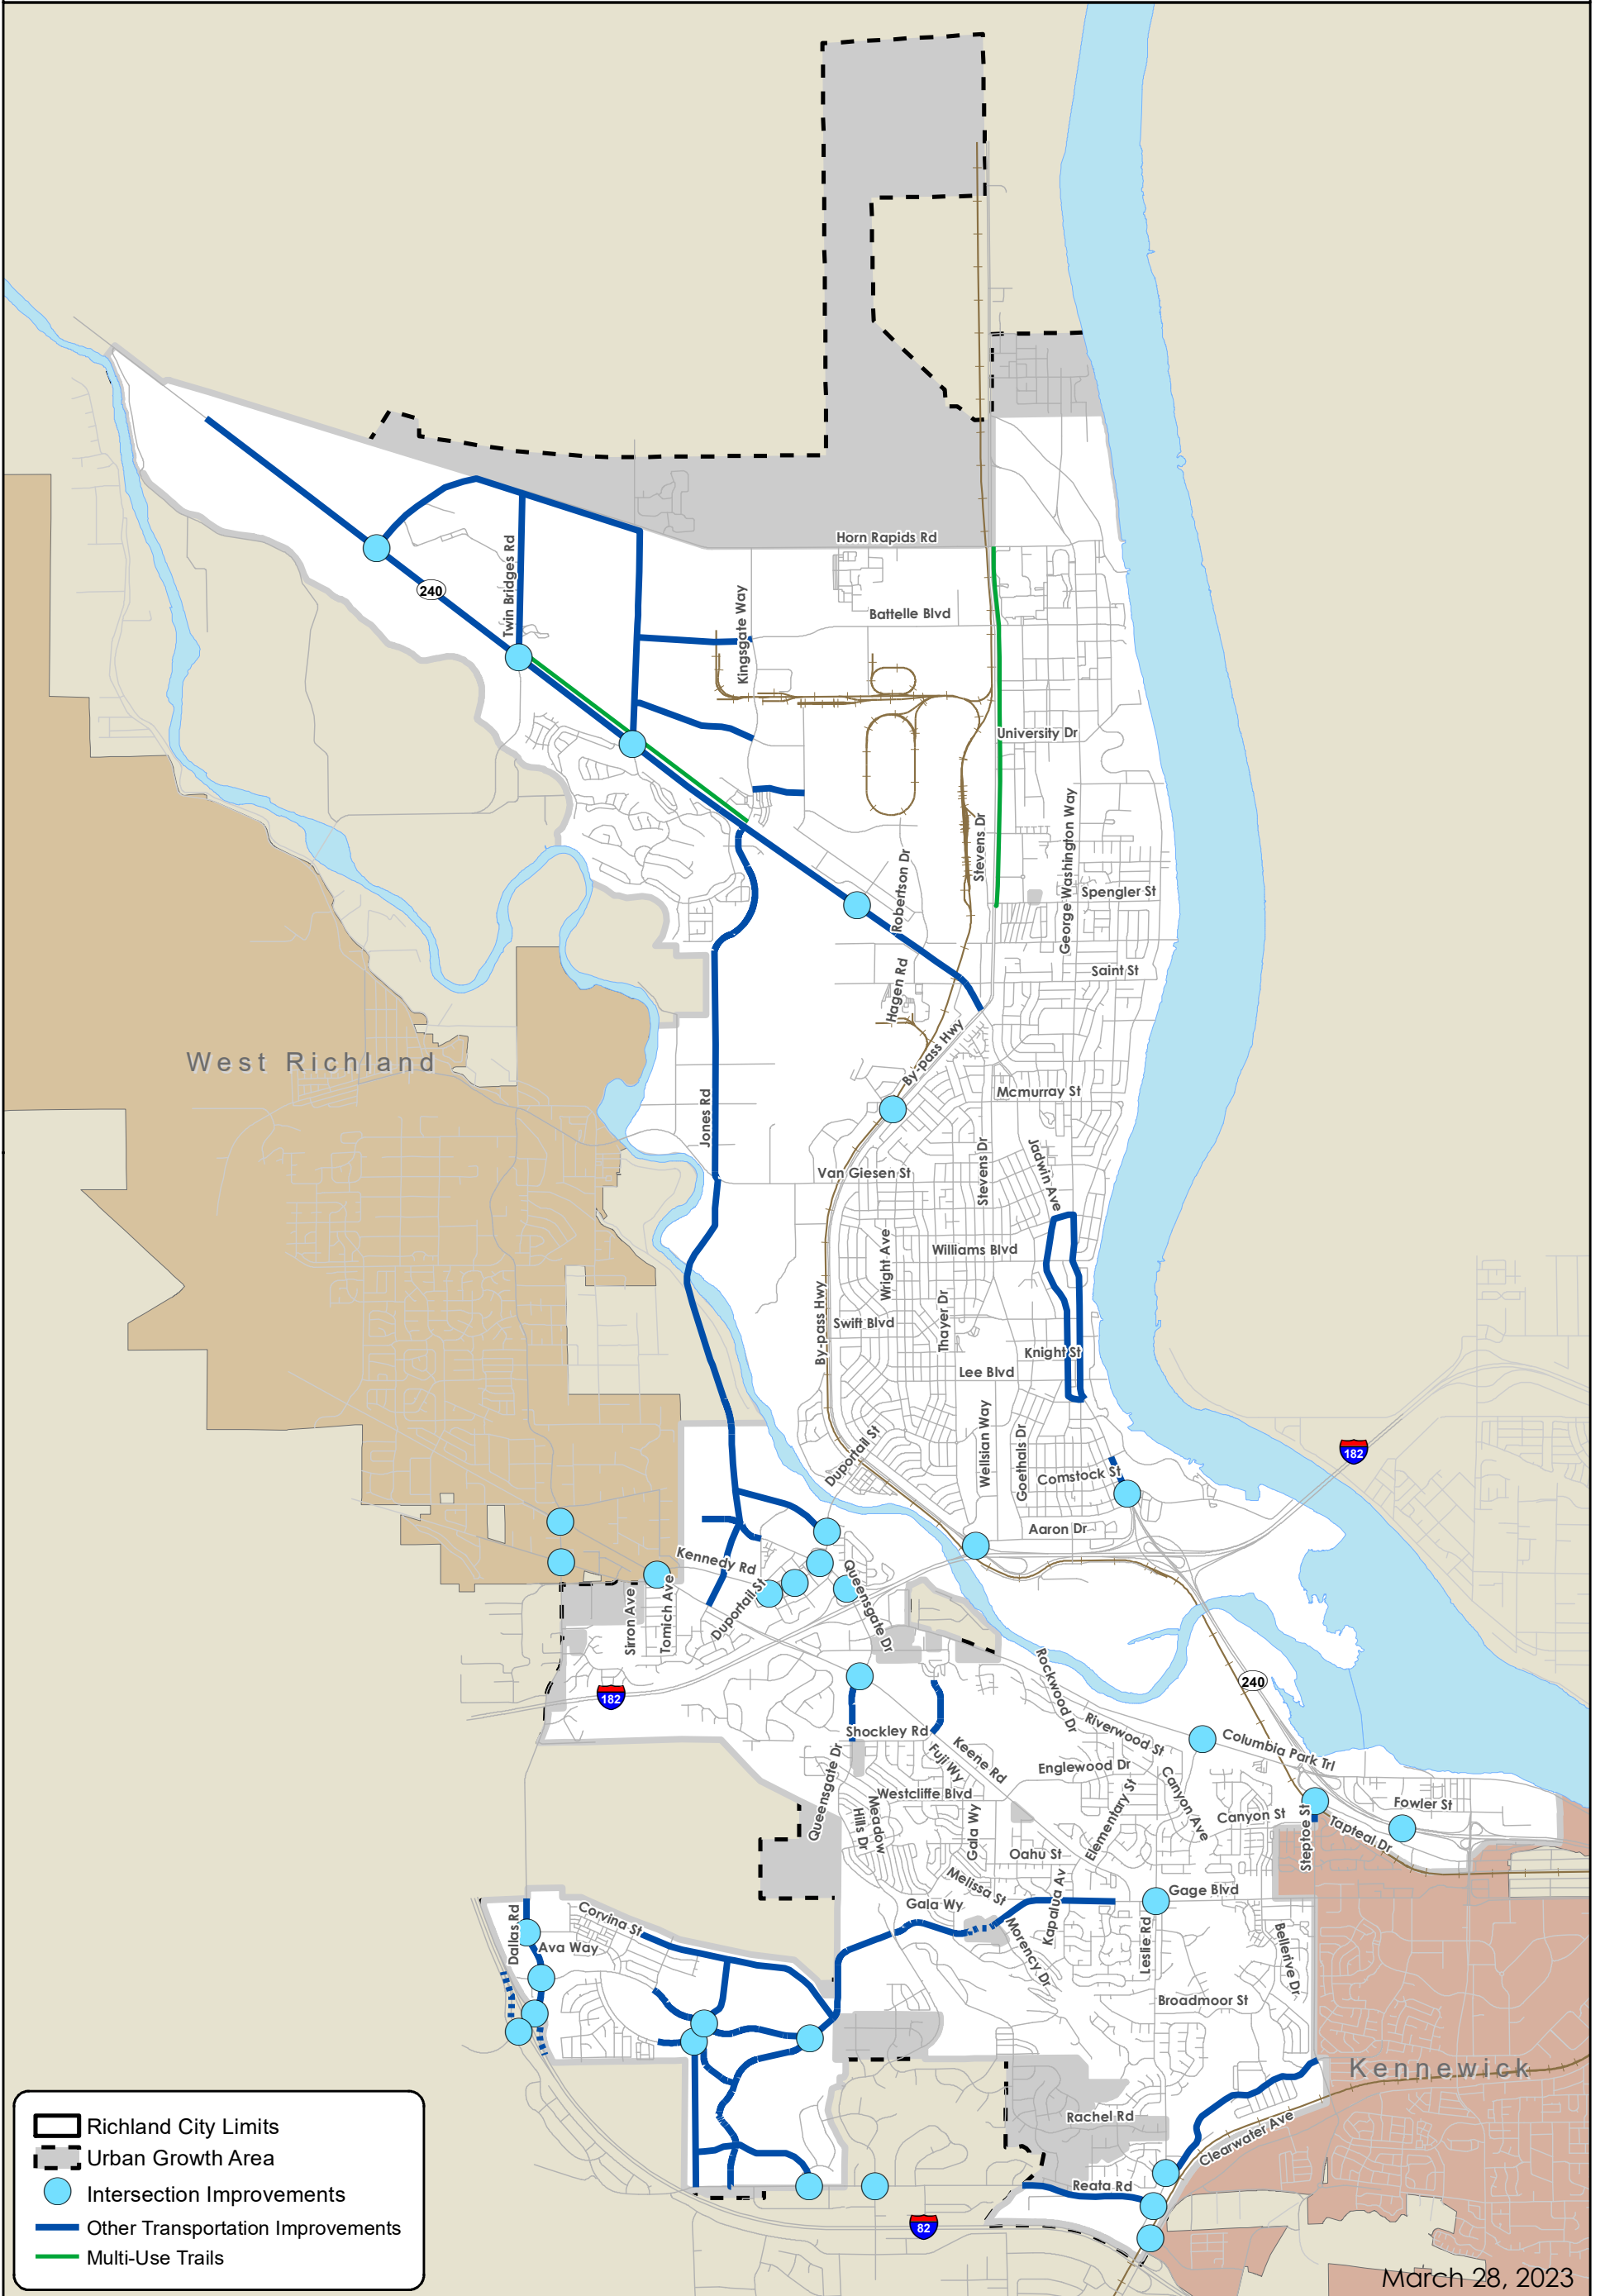 Horn Rapids Rd
240
Twin Bridges Rd
Kingsgate Way
Battelle Blvd
University Dr
Stevens Dr
George Washington Way
Robertson Dr
Spengler St
Saint St
Hagen Rd
By-pass Hwy
West Richland
Mcmurray St
Jones Rd
Van Giesen St
Stevens Dr
Jadwin Ave
Williams Blvd
Wright Ave
By-pass Hwy
Swift Blvd
Thayer Dr
Knight St
Lee Blvd
Wellsian Way
Goethals Dr
Duportail St
Comstock St
182
Aaron Dr
Kennedy Rd
Duportail St
Queensgate Dr
Sirron Ave
Tomich Ave
182
240
Rockwood Dr
Riverwood St
Columbia Park Trl
Shockley Rd
Fuji Wy
Keene Rd
Englewood Dr
Queensgate Dr
Westcliffe Blvd
Meadow
Hills Dr
Gala Wy
Elementary St
Canyon Ave
Canyon St
Steptoe St
Fowler St
Tapteal Dr
Oahu St
Melissa St
Gala Wy
Kapalua Av
Gage Blvd
Leslie Rd
Morency Dr
Bellerive Dr
Dallas Rd
Corvina St
Ava Way
Broadmoor St
Kennewick
Rachel Rd
Clearwater Ave
Reata Rd
82
Richland City Limits
Urban Growth Area
Intersection Improvements
Other Transportation Improvements
Multi-Use Trails
March 28, 2023